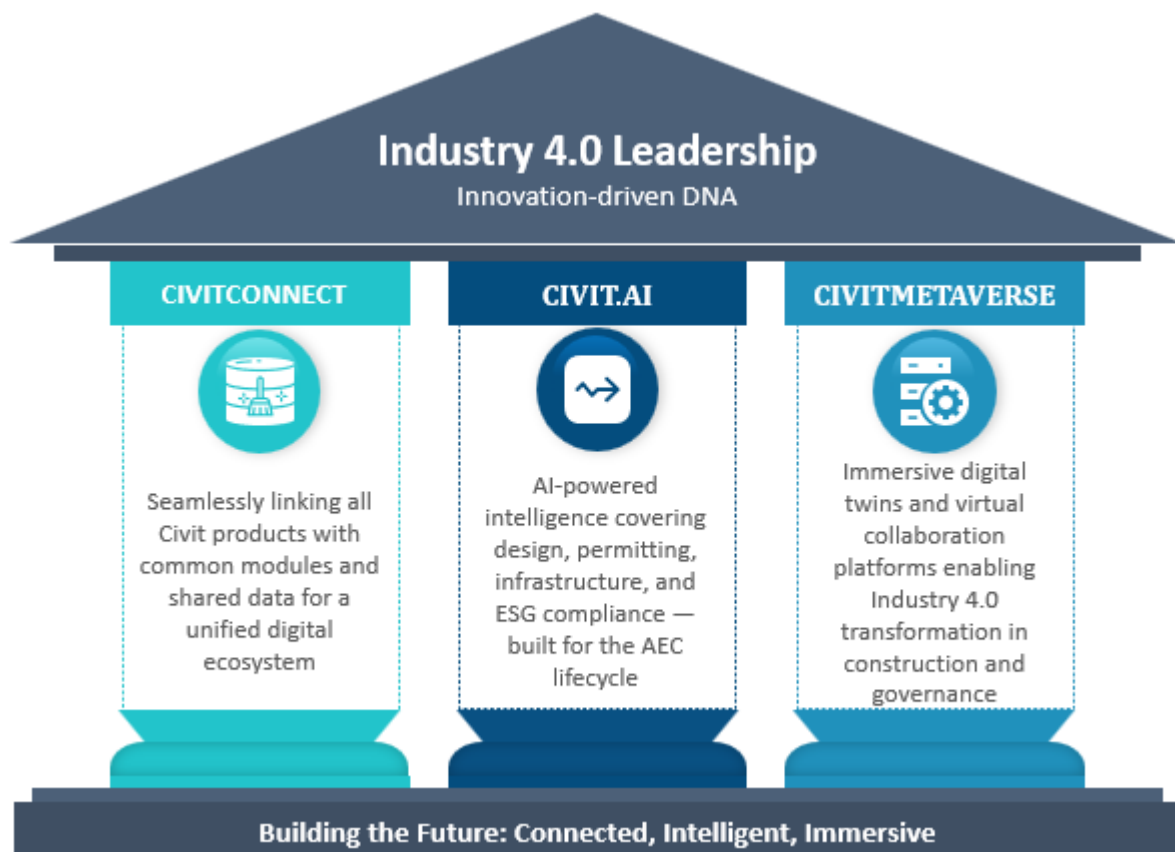 Industry 4.0 Leadership
Innovation-driven DNA
CIVITCONNECT
Seamlessly linking all
Civit products with
common modules and
shared data for a
unified digital
ecosystem
CIVIT.AI
AI-powered
intelligence covering
design, permitting,
infrastructure, and
ESG compliance —
built for the AEC
lifecycle
CIVITMETAVERSE
Immersive digital
twins and virtual
collaboration
platforms enabling
Industry 4.0
transformation in
construction and
governance
Building the Future: Connected, Intelligent, Immersive